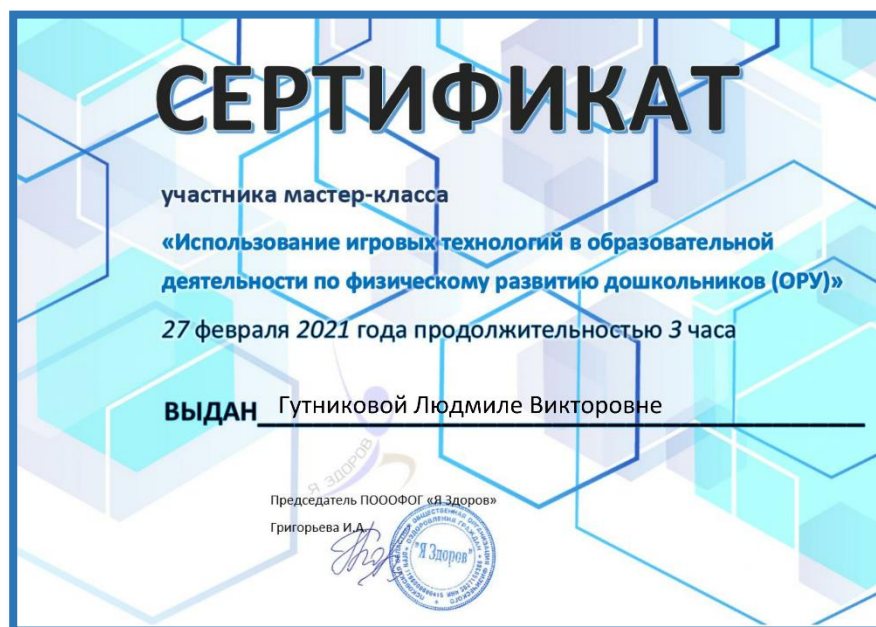 СЕРТИФИКАТ
участника мастер-класса
«Использование игровых технологий в образовательной
деятельности по физическому развитию дошкольников (ОРУ)»
27 февраля 2021 года продолжительностью 3 часа
ВЫДАН Гутниковой Людмиле Викторовне
Я ЗДОРОВ
Председатель ПОООФОГ «Я Здоров»
Григорьева И.А.
"Я Здоров"